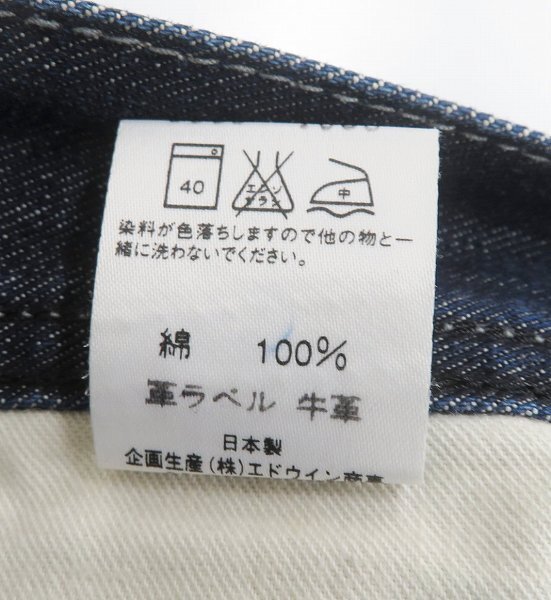 40
エンソ
サラシ
中
染料が色落ちしますので他の物と一
緒に洗わないでください。
綿 100%
革ラベル 牛革
日本製
企画生産(株)エドウイン商事